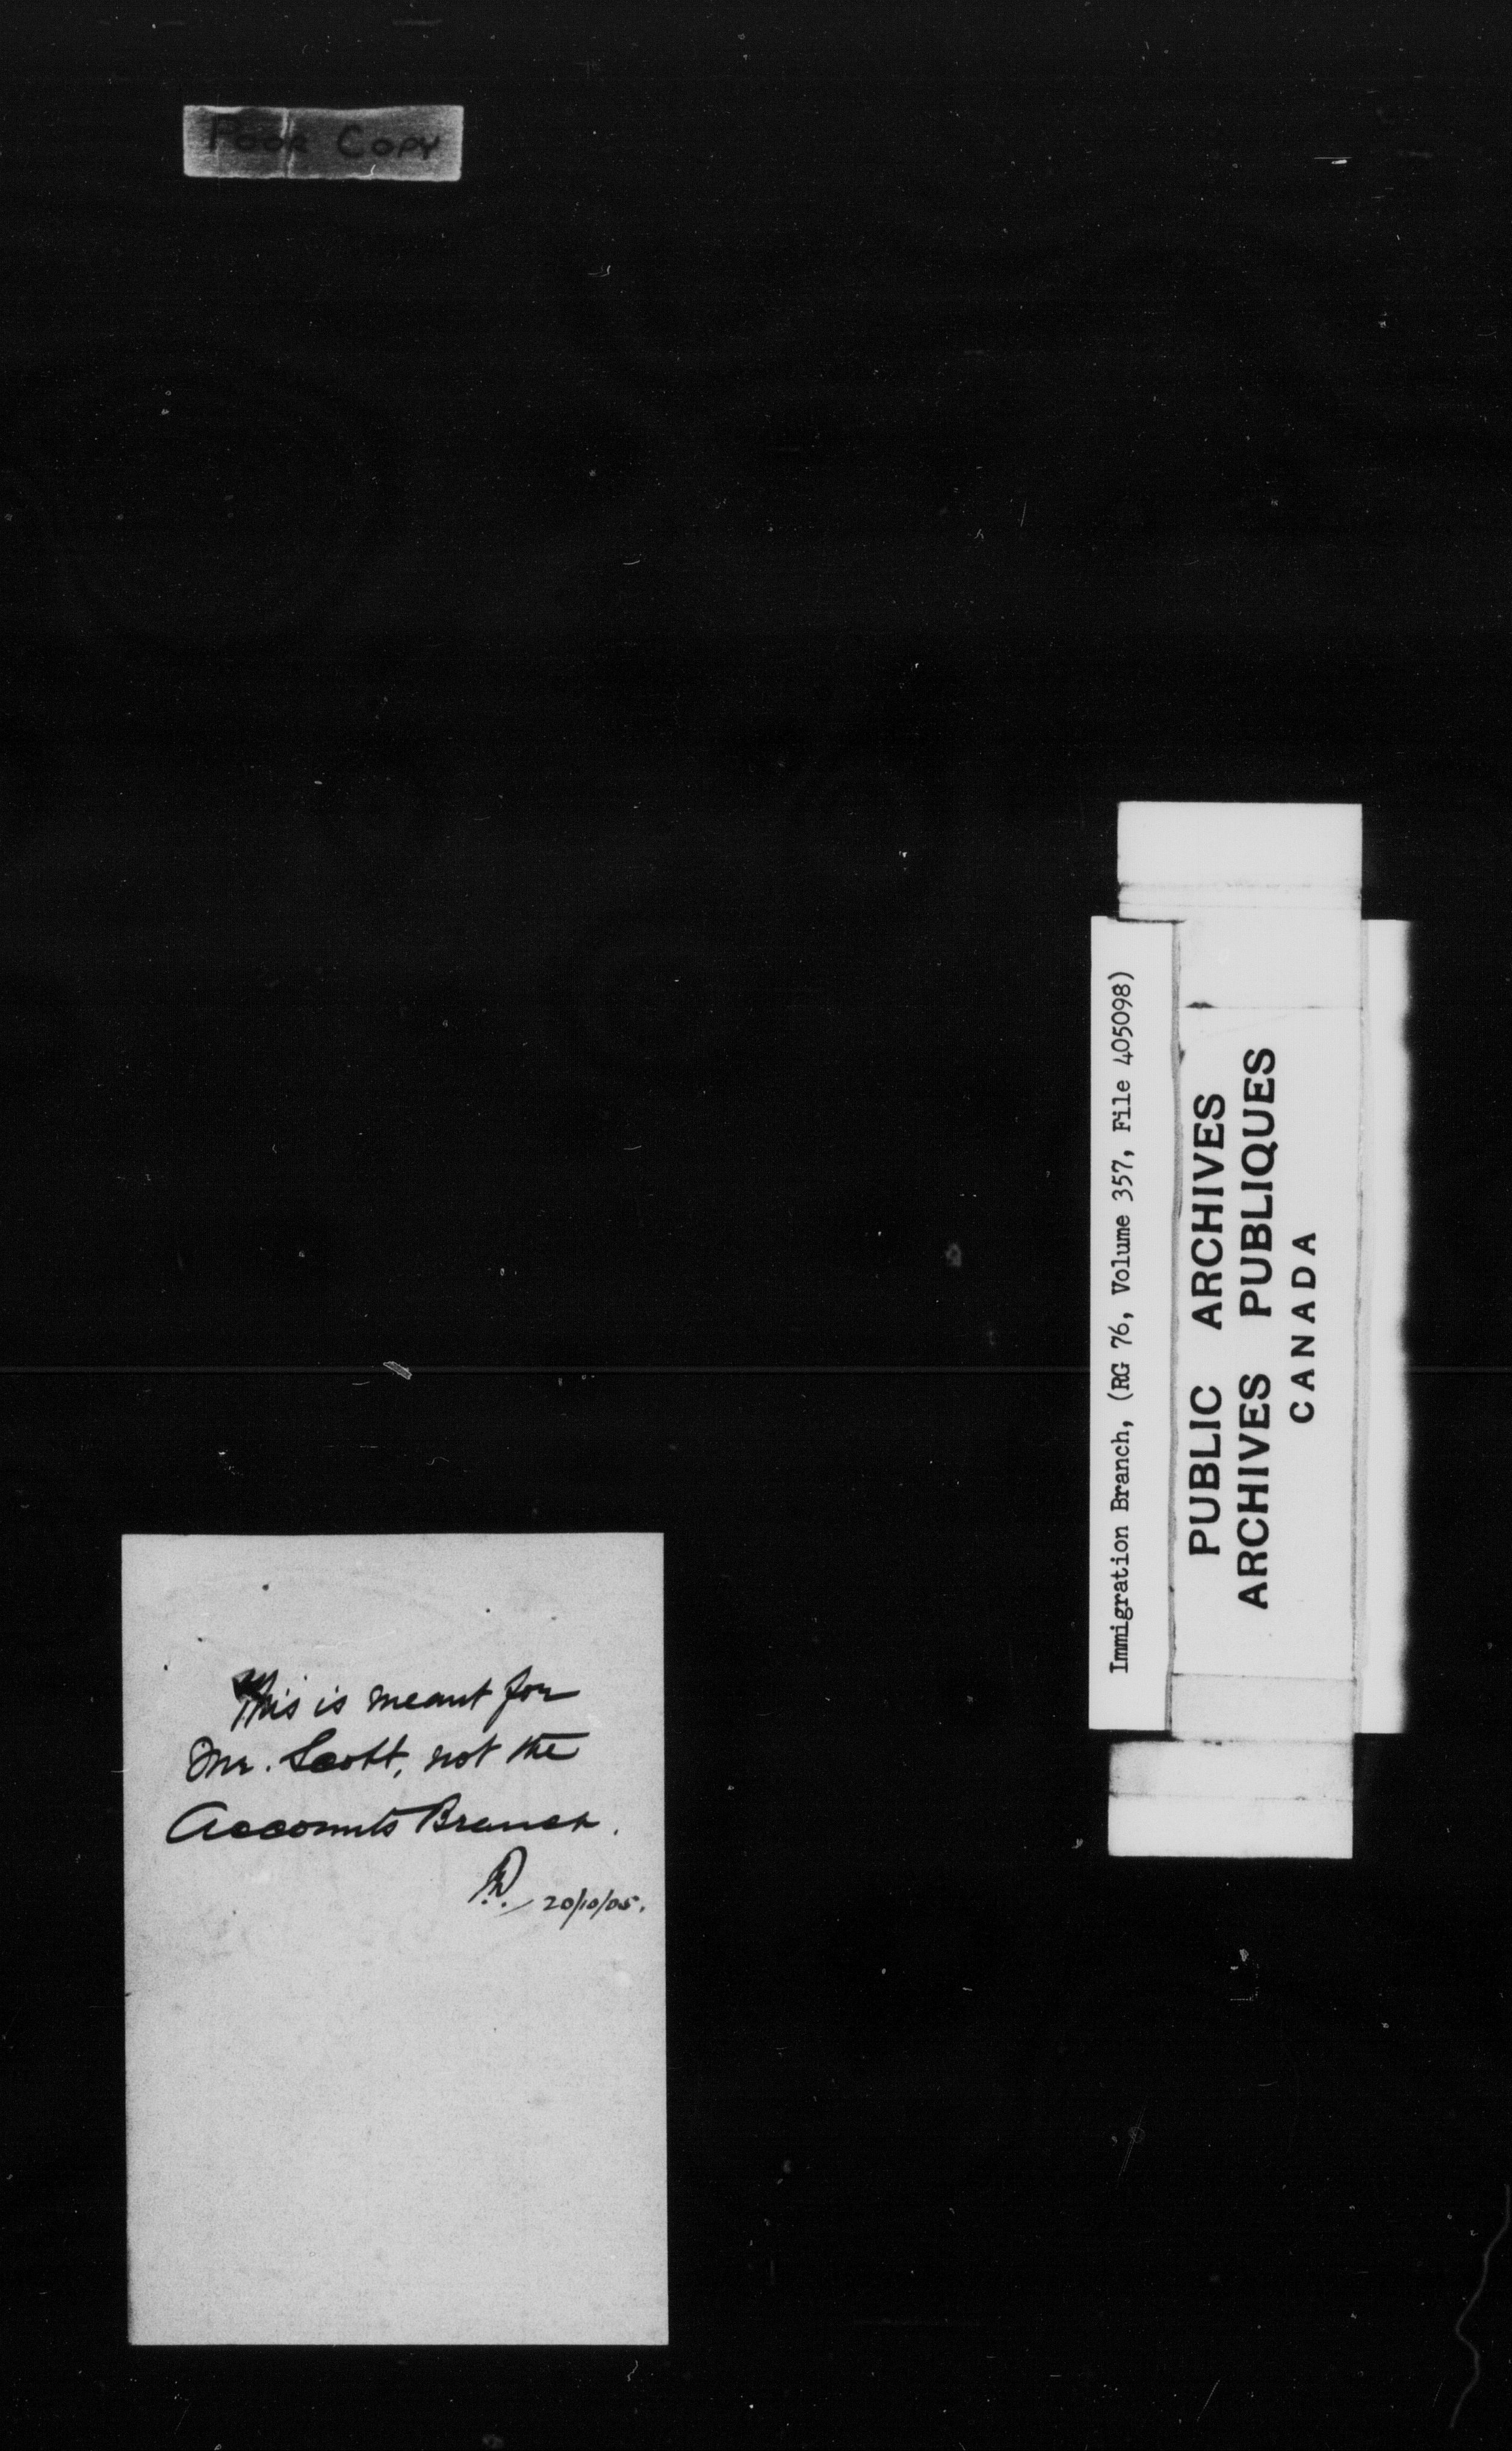 POOR COPY
Immigration Branch, (RG 76, Volume 357, File 405098)
PUBLIC ARCHIVES
ARCHIVES PUBLIQUES
CANADA
This is meant for
Mr. Scott, not the
Accounts Branch.
20/10/05.